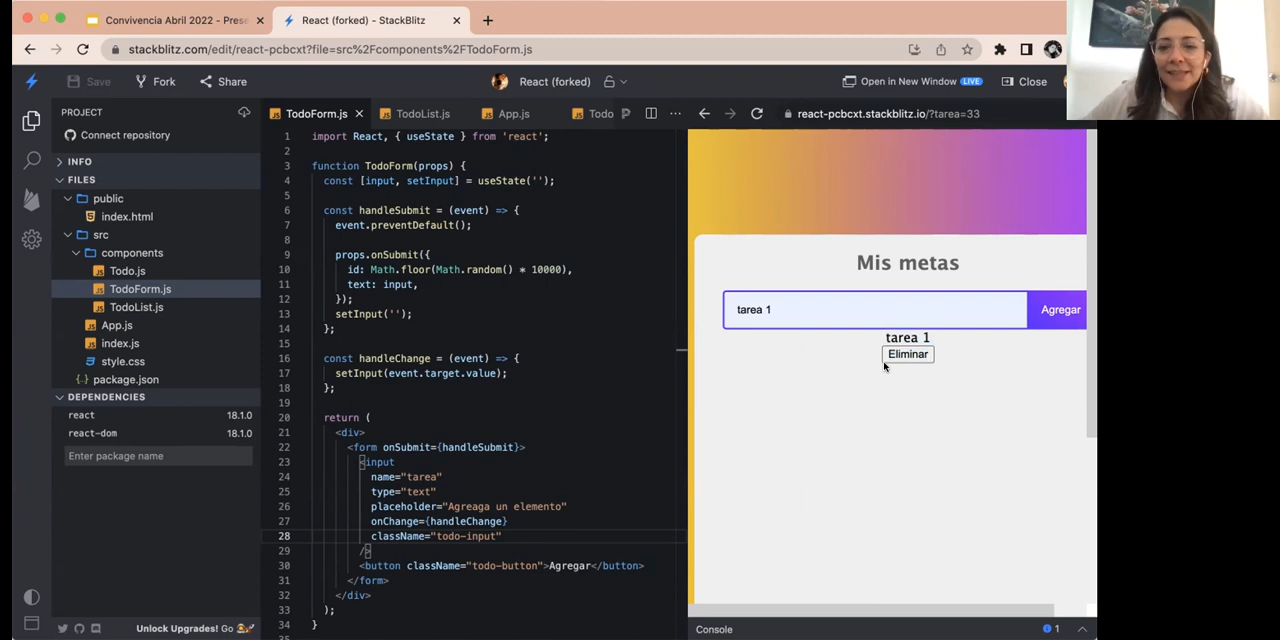 Convivencia Abril 2022 - Prese
React (forked) - StackBlitz
stackblitz.com/edit/react-pcbcxt?file=src%2Fcomponents%2FTodoForm.js
Save
Fork
Share
React (forked)
Open in New Window LIVE
Close
PROJECT
Connect repository
INFO
FILES
public
index.html
src
components
Todo.js
TodoForm.js
TodoList.js
App.js
index.js
style.css
package.json
DEPENDENCIES
react 18.1.0
react-dom 18.1.0
Enter package name
Unlock Upgrades! Go
TodoForm.js
TodoList.js
App.js
Todo
1 import React, { useState } from 'react';
2
3 function TodoForm(props) {
4 const [input, setInput] = useState('');
5
6 const handleSubmit = (event) => {
7 event.preventDefault();
8
9 props.onSubmit({
10 id: Math.floor(Math.random() * 10000),
11 text: input,
12 });
13 setInput('');
14 };
15
16 const handleChange = (event) => {
17 setInput(event.target.value);
18 };
19
20 return (
21 <div>
22 <form onSubmit={handleSubmit}>
23 <input
24 name="tarea"
25 type="text"
26 placeholder="Agreaga un elemento"
27 onChange={handleChange}
28 className="todo-input"
29 />
30 <button className="todo-button">Agregar</button>
31 </form>
32 </div>
33 );
34 }
35
react-pcbcxt.stackblitz.io/?tarea=33
Mis metas
tarea 1
Agregar
tarea 1
Eliminar
Console
1